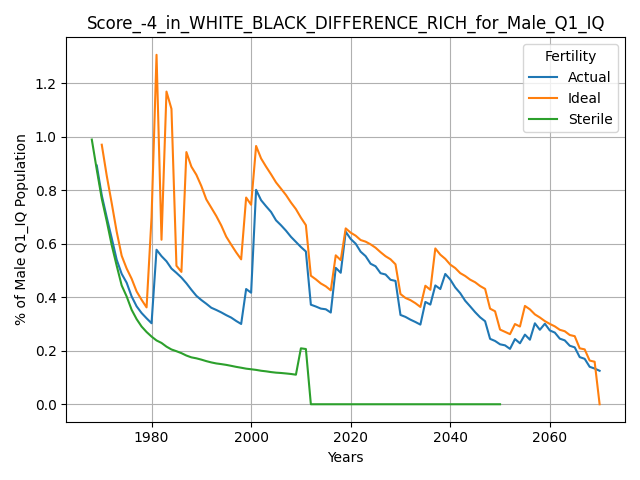 Score_-4_in_WHITE_BLACK_DIFFERENCE_RICH_for_Male_Q1_IQ
Fertility
Actual
Ideal
Sterile
% of Male Q1_IQ Population
1.2
1.0
0.8
0.6
0.4
0.2
0.0
1980 2000 2020 2040 2060
Years